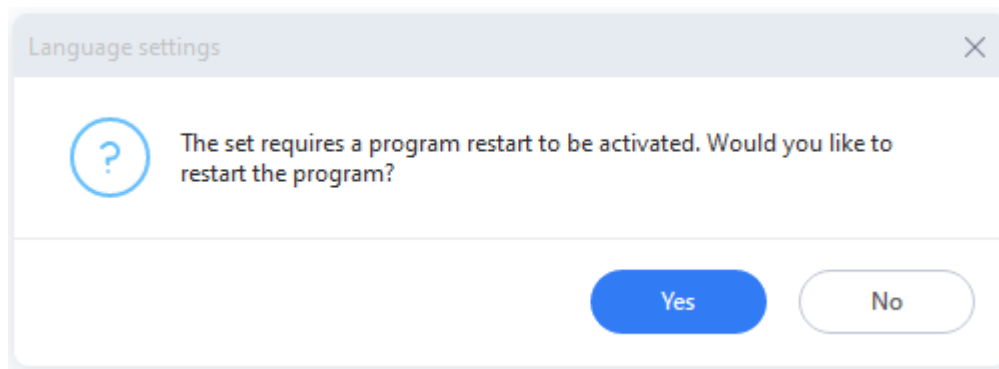 Language settings
The set requires a program restart to be activated. Would you like to
restart the program?
Yes
No